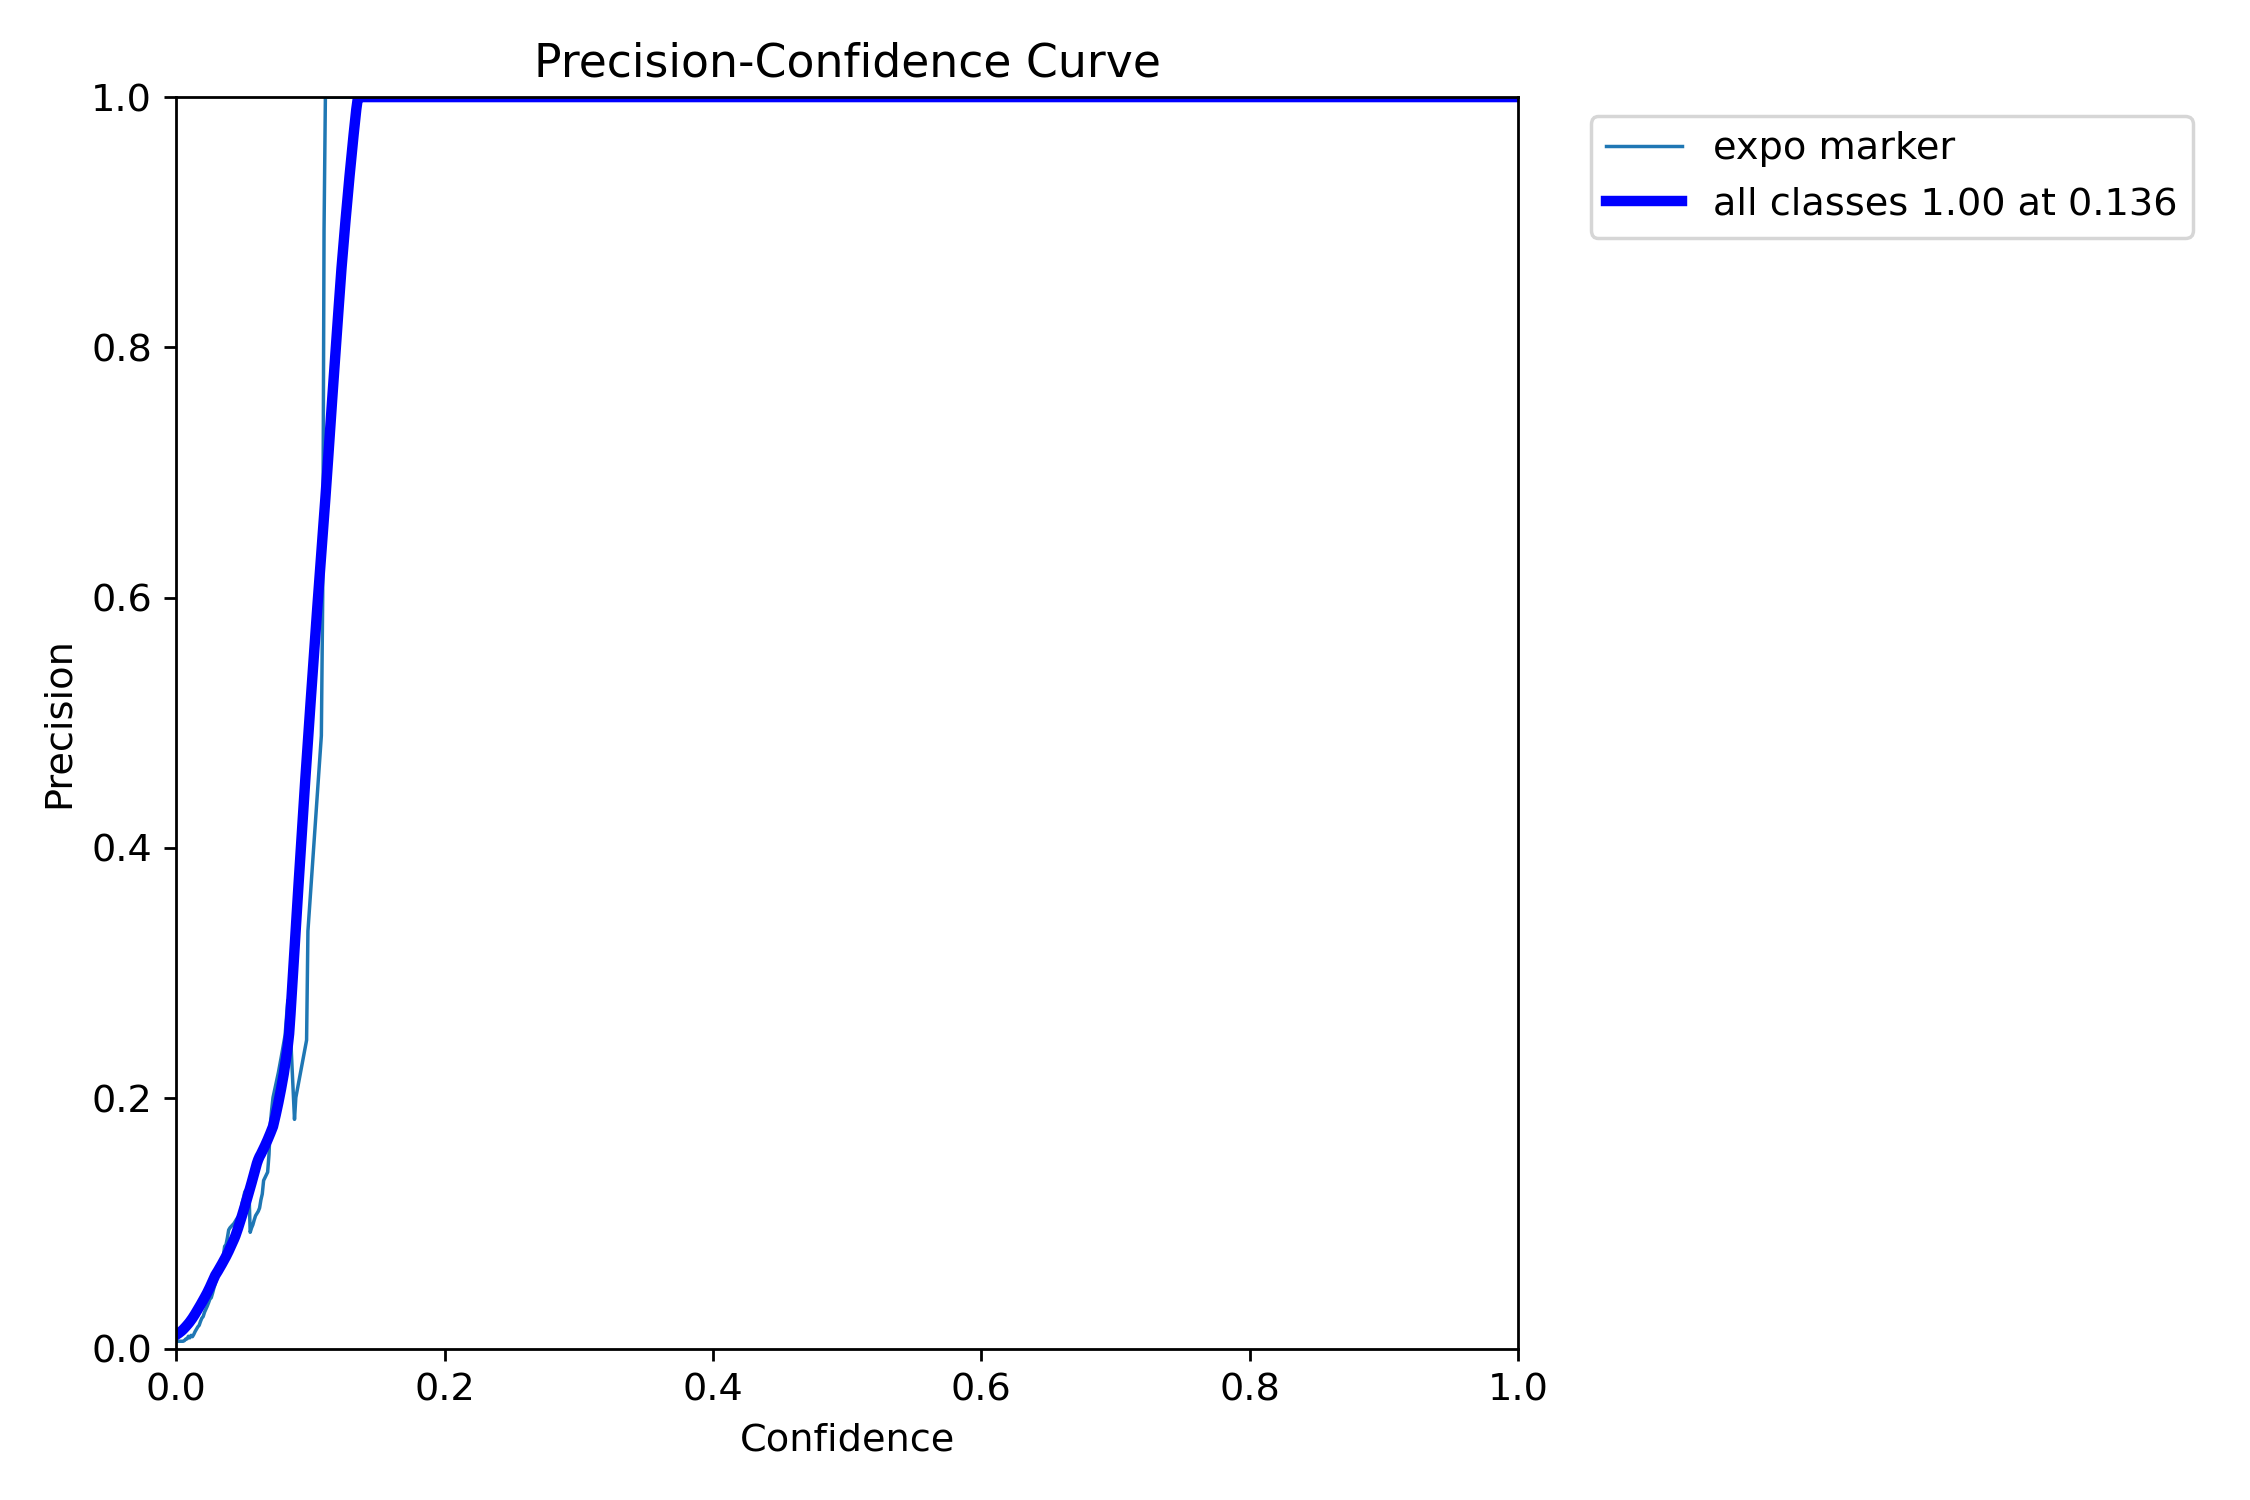 Precision-Confidence Curve
1.0
0.8
0.6
0.4
0.2
0.0
Precision
0.0 0.2 0.4 0.6 0.8 1.0
Confidence
expo marker
all classes 1.00 at 0.136